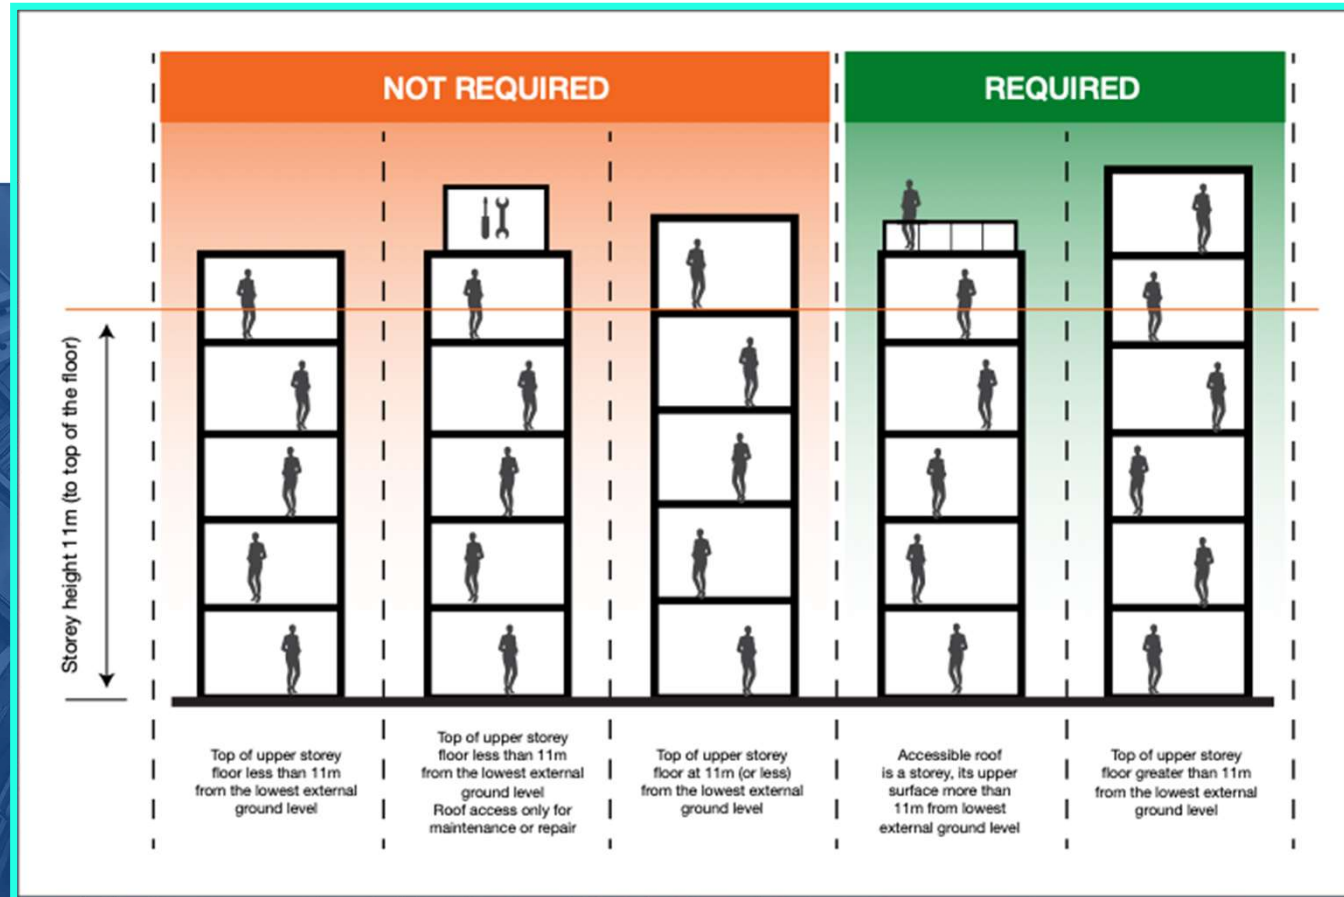 NOT REQUIRED
REQUIRED
Storey height 11m (to top of the floor)
Top of upper storey
floor less than 11m
from the lowest external
ground level
Top of upper storey
floor less than 11m
from the lowest external
ground level
Roof access only for
maintenance or repair
Top of upper storey
floor at 11m (or less)
from the lowest external
ground level
Accessible roof
is a storey, its upper
surface more than
11m from lowest
external ground level
Top of upper storey
floor greater than 11m
from the lowest external
ground level